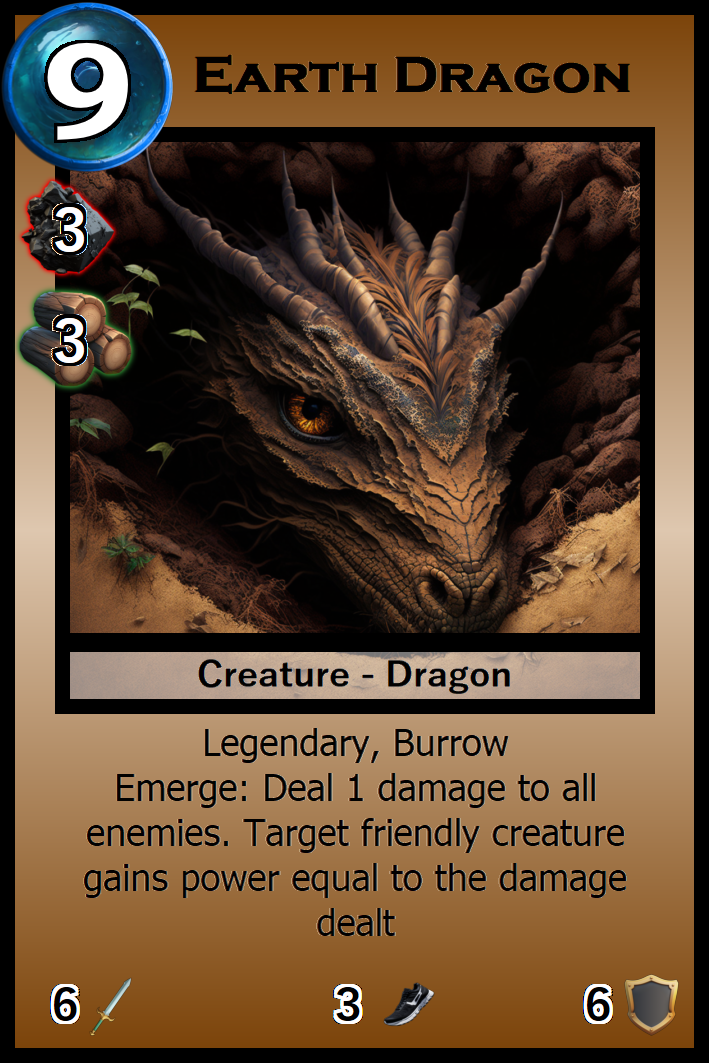 9
Earth Dragon
3
3
Creature - Dragon
Legendary, Burrow
Emerge: Deal 1 damage to all
enemies. Target friendly creature
gains power equal to the damage
dealt
6 3 6